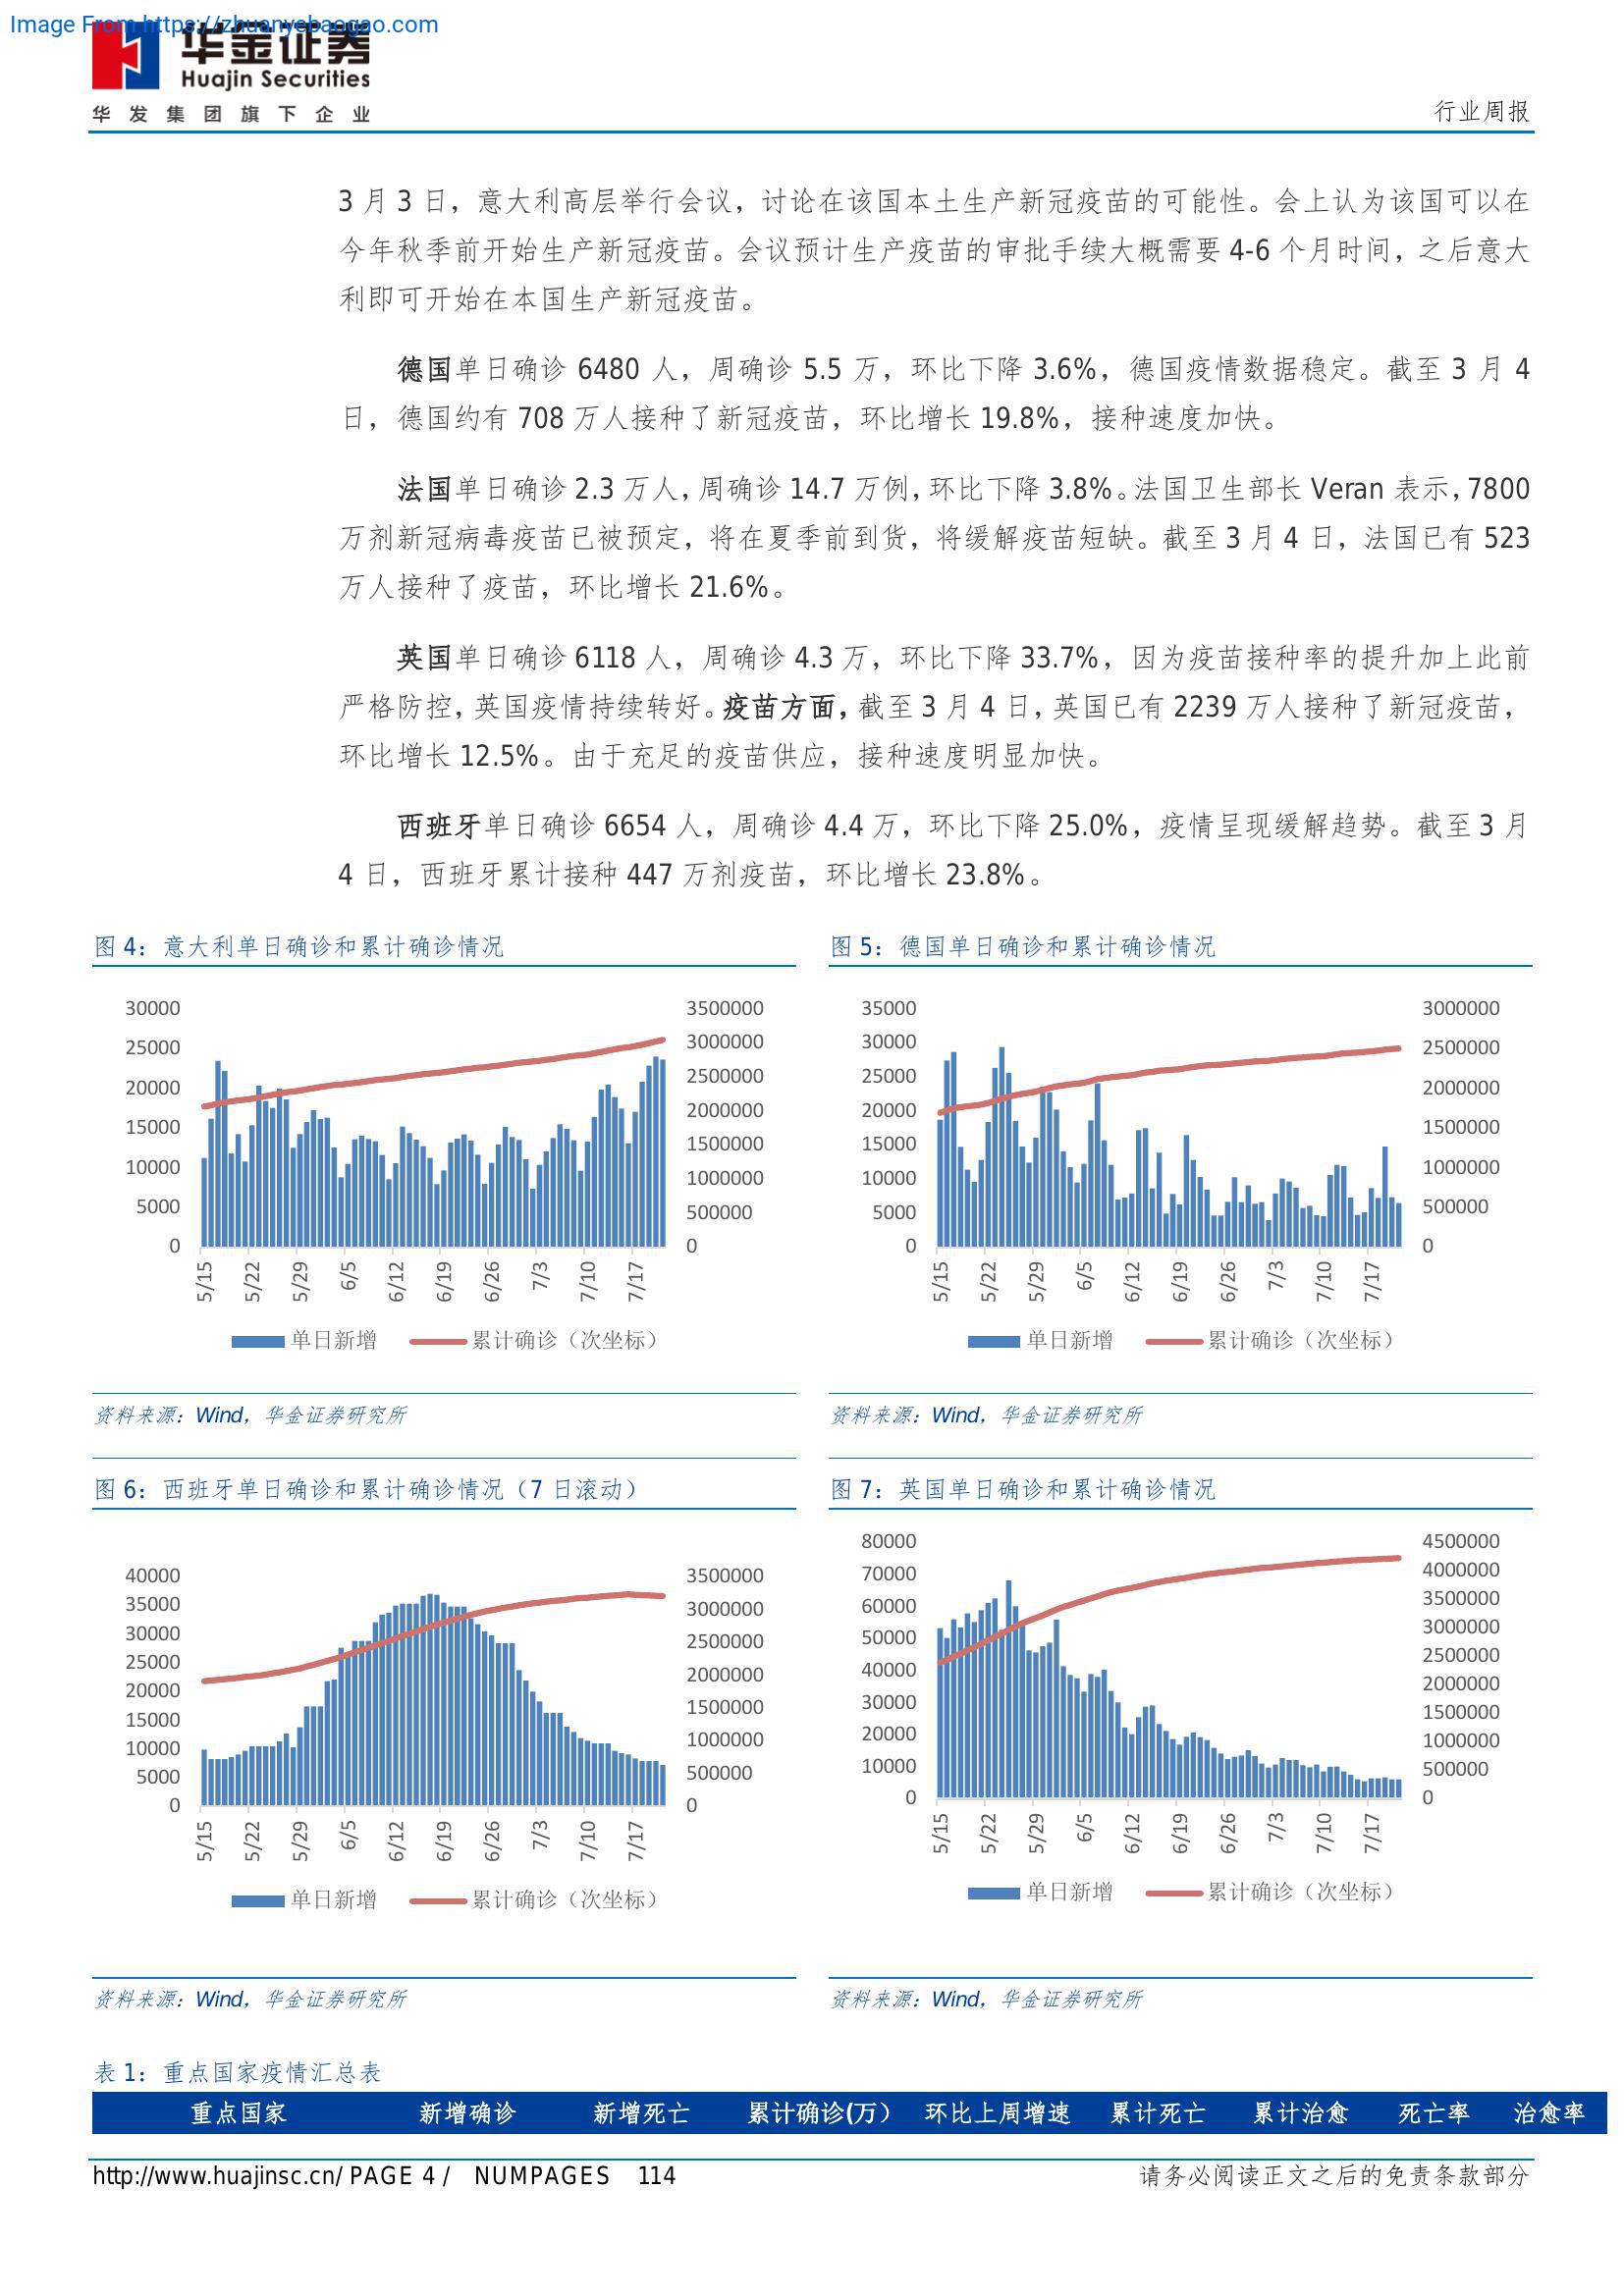 Image From https://zhuanyebaogao.com
华金证券
Huajin Securities
华发集团旗下企业
行业周报
3 月 3 日，意大利高层举行会议，讨论在该国本土生产新冠疫苗的可能性。会上认为该国可以在
今年秋季前开始生产新冠疫苗。会议预计生产疫苗的审批手续大概需要 4-6 个月时间，之后意大
利即可开始在本国生产新冠疫苗。
德国单日确诊 6480 人，周确诊 5.5 万，环比下降 3.6%，德国疫情数据稳定。截至 3 月 4
日，德国约有 708 万人接种了新冠疫苗，环比增长 19.8%，接种速度加快。
法国单日确诊 2.3 万人，周确诊 14.7 万例，环比下降 3.8%。法国卫生部长 Veran 表示，7800
万剂新冠病毒疫苗已被预定，将在夏季前到货，将缓解疫苗短缺。截至 3 月 4 日，法国已有 523
万人接种了疫苗，环比增长 21.6%。
英国单日确诊 6118 人，周确诊 4.3 万，环比下降 33.7%，因为疫苗接种率的提升加上此前
严格防控，英国疫情持续转好。疫苗方面，截至 3 月 4 日，英国已有 2239 万人接种了新冠疫苗，
环比增长 12.5%。由于充足的疫苗供应，接种速度明显加快。
西班牙单日确诊 6654 人，周确诊 4.4 万，环比下降 25.0%，疫情呈现缓解趋势。截至 3 月
4 日，西班牙累计接种 447 万剂疫苗，环比增长 23.8%。
图 4：意大利单日确诊和累计确诊情况
30000
25000
20000
15000
10000
5000
0
3500000
3000000
2500000
2000000
1500000
1000000
500000
0
5/15 5/22 5/29 6/5 6/12 6/19 6/26 7/3 7/10 7/17
单日新增 累计确诊（次坐标）
资料来源：Wind，华金证券研究所
图 5：德国单日确诊和累计确诊情况
35000
30000
25000
20000
15000
10000
5000
0
3000000
2500000
2000000
1500000
1000000
500000
0
5/15 5/22 5/29 6/5 6/12 6/19 6/26 7/3 7/10 7/17
单日新增 累计确诊（次坐标）
资料来源：Wind，华金证券研究所
图 6：西班牙单日确诊和累计确诊情况（7 日滚动）
40000
35000
30000
25000
20000
15000
10000
5000
0
3500000
3000000
2500000
2000000
1500000
1000000
500000
0
5/15 5/22 5/29 6/5 6/12 6/19 6/26 7/3 7/10 7/17
单日新增 累计确诊（次坐标）
资料来源：Wind，华金证券研究所
图 7：英国单日确诊和累计确诊情况
80000
70000
60000
50000
40000
30000
20000
10000
0
4500000
4000000
3500000
3000000
2500000
2000000
1500000
1000000
500000
0
5/15 5/22 5/29 6/5 6/12 6/19 6/26 7/3 7/10 7/17
单日新增 累计确诊（次坐标）
资料来源：Wind，华金证券研究所
表 1：重点国家疫情汇总表
重点国家 新增确诊 新增死亡 累计确诊(万) 环比上周增速 累计死亡 累计治愈 死亡率 治愈率
http://www.huajinsc.cn/ PAGE 4 / NUMPAGES 114
请务必阅读正文之后的免责条款部分